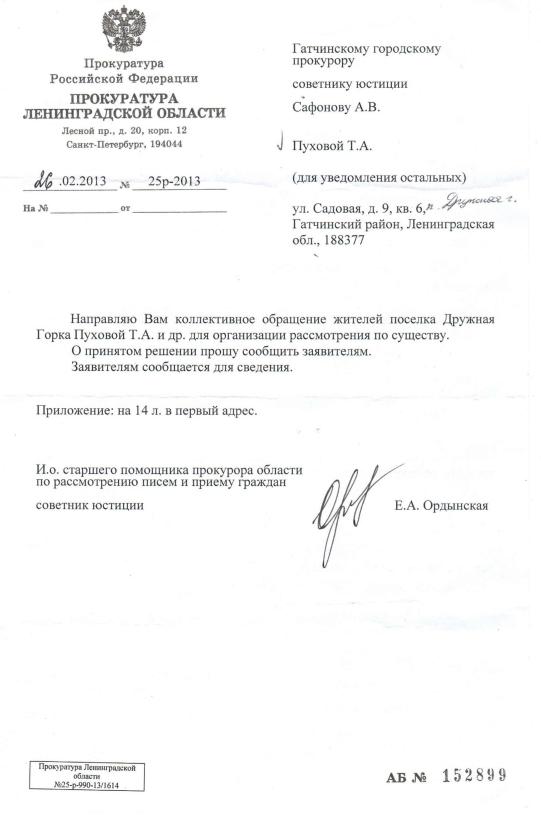 Прокуратура
Российской Федерации
ПРОКУРАТУРА
ЛЕНИНГРАДСКОЙ ОБЛАСТИ
Лесной пр., д. 20, корп. 12
Санкт-Петербург, 194044
26 .02.2013 № 25р-2013
На № от
Гатчинскому городскому
прокурору
советнику юстиции
Сафонову А.В.
Пуховой Т.А.
(для уведомления остальных)
ул. Садовая, д. 9, кв. 6, п. г.
Гатчинский район, Ленинградская
обл., 188377
Направляю Вам коллективное обращение жителей поселка Дружная
Горка Пуховой Т.А. и др. для организации рассмотрения по существу.
О принятом решении прошу сообщить заявителям.
Заявителям сообщается для сведения.
Приложение: на 14 л. в первый адрес.
И.о. старшего помощника прокурора области
по рассмотрению писем и приему граждан
советник юстиции
Е.А. Ордынская
Прокуратура Ленинградской
области
№25-р-990-13/1614
АБ № 152899